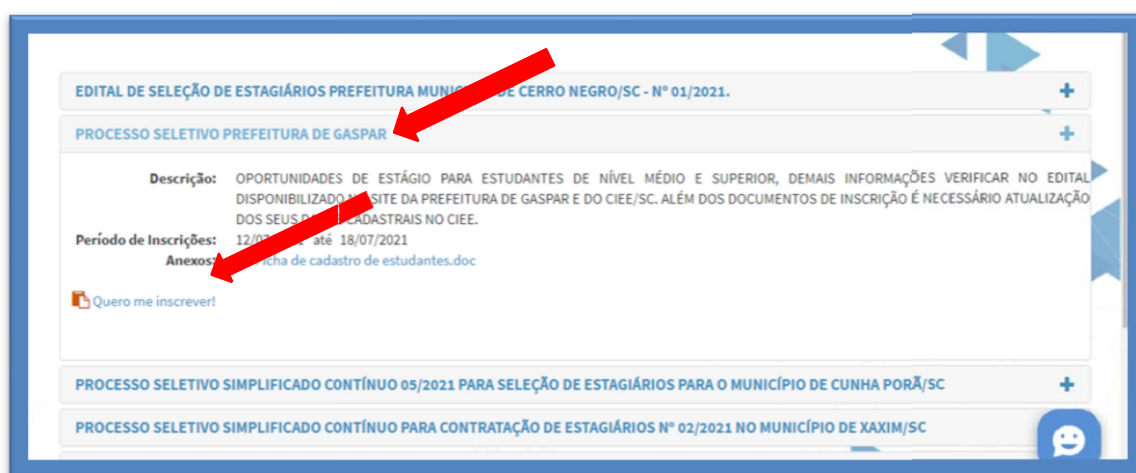 EDITAL DE SELEÇÃO DE ESTAGIÁRIOS PREFEITURA MUNIC DE CERRO NEGRO/SC - Nº 01/2021.
PROCESSO SELETIVO PREFEITURA DE GASPAR
Descrição: OPORTUNIDADES DE ESTÁGIO PARA ESTUDANTES DE NÍVEL MÉDIO E SUPERIOR, DEMAIS INFORMAÇÕES VERIFICAR NO EDITAL
DISPONIBILIZADO SITE DA PREFEITURA DE GASPAR E DO CIEE/SC. ALÉM DOS DOCUMENTOS DE INSCRIÇÃO É NECESSÁRIO ATUALIZAÇÃO
DOS SEUS CADASTRAIS NO CIEE.
Período de Inscrições: 12/07 até 18/07/2021
Anexos: cha de cadastro de estudantes.doc
Quero me inscrever!
PROCESSO SELETIVO SIMPLIFICADO CONTÍNUO 05/2021 PARA SELEÇÃO DE ESTAGIÁRIOS PARA O MUNICÍPIO DE CUNHA PORÃ/SC
PROCESSO SELETIVO SIMPLIFICADO CONTÍNUO PARA CONTRATAÇÃO DE ESTAGIÁRIOS Nº 02/2021 NO MUNICÍPIO DE XAXIM/SC